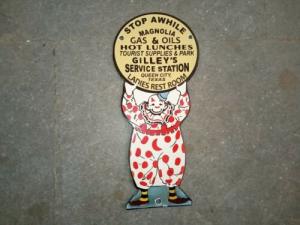 STOP AWHILE
MAGNOLIA
GAS & OILS
HOT LUNCHES
TOURIST SUPPLIES & PARK
GILLEY'S
SERVICE STATION
QUEEN CITY,
TEXAS
LADIES REST ROOM